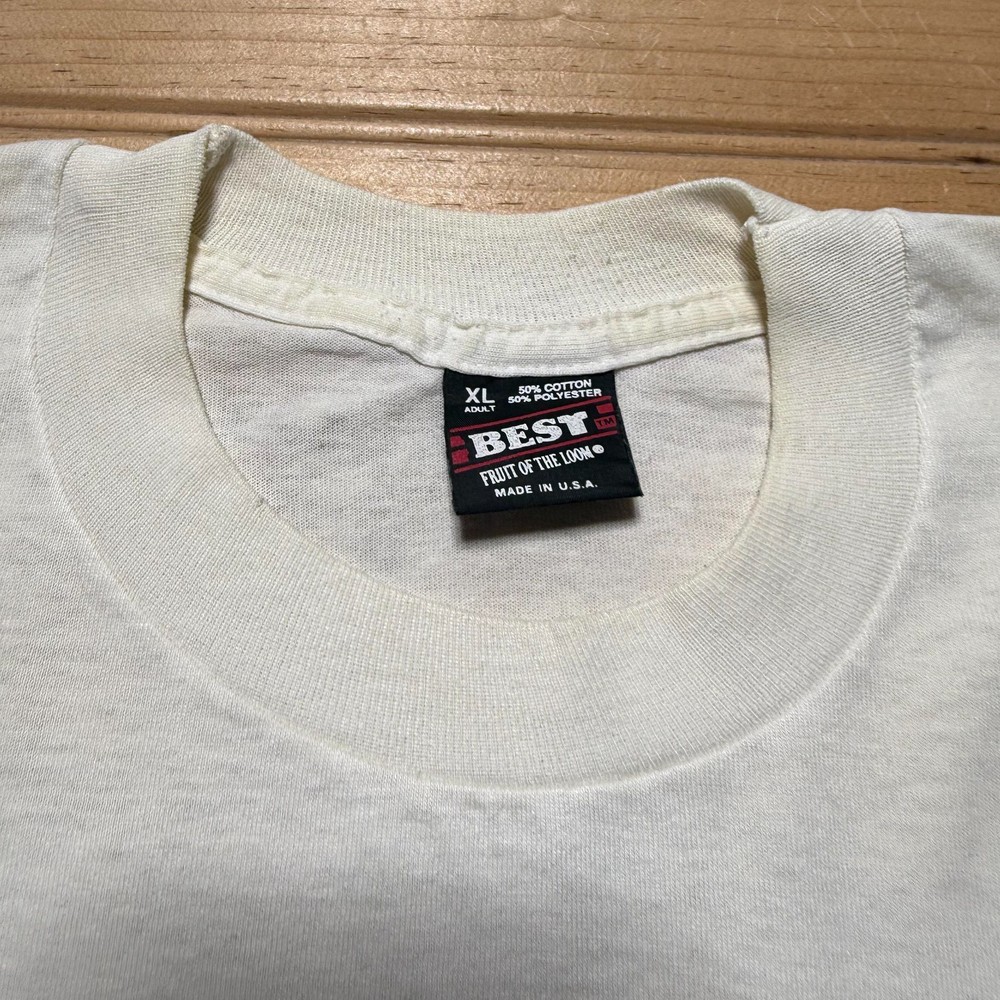 XL
ADULT
50% COTTON
50% POLYESTER
BEST TM
FRUIT OF THE LOOM®
MADE IN U.S.A.